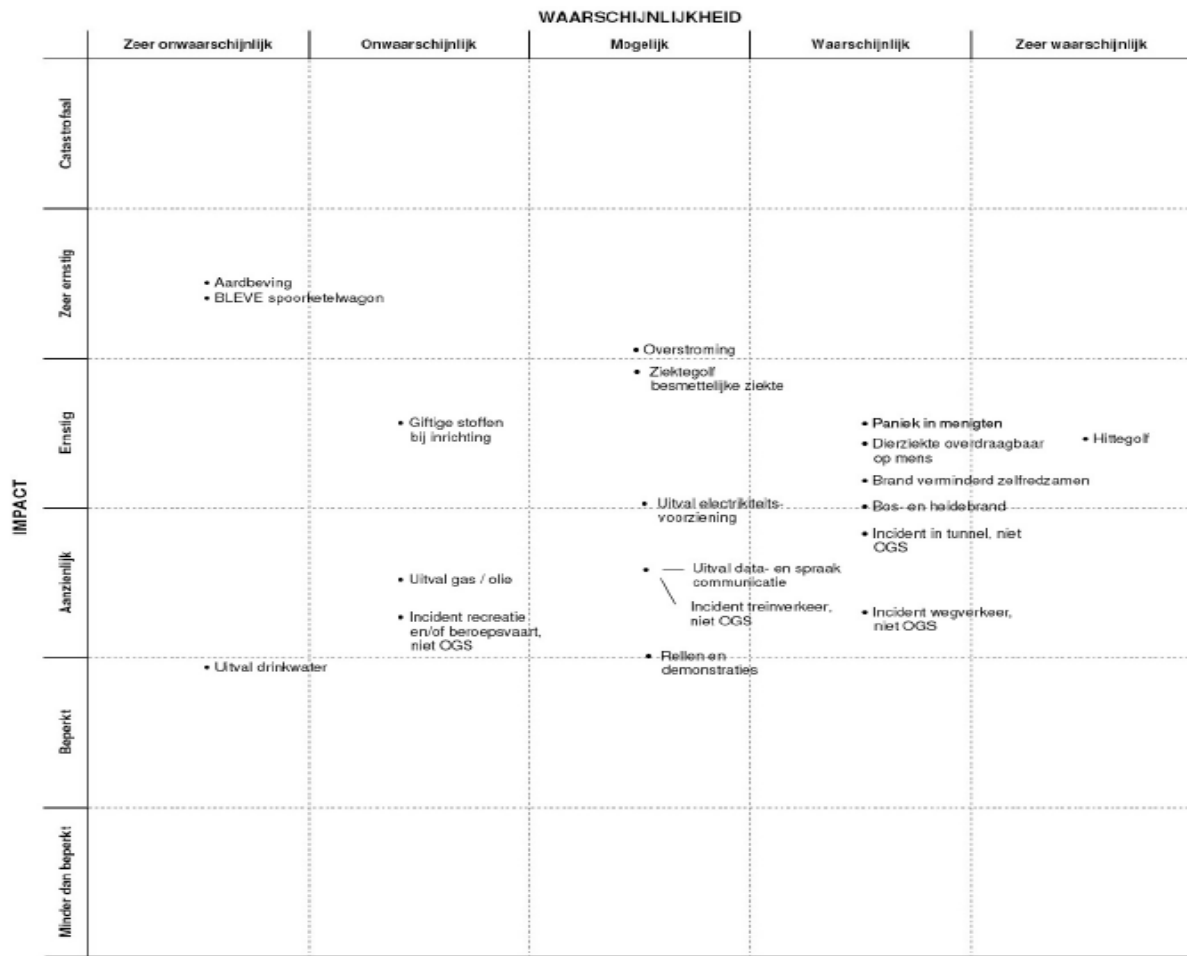 WAARSCHIJNLIJKHEID
Zeer onwaarschijnlijk
Onwaarschijnlijk
Mogelijk
Waarschijnlijk
Zeer waarschijnlijk
IMPACT
Catastrofaal
Zeer ernstig
Aardbeving
BLEVE spoorketelwagon
Overstroming
Ernstig
Ziektegolf
besmettelijke ziekte
Giftige stoffen
bij inrichting
Paniek in menigten
Dierziekte overdraagbaar
op mens
Hittegolf
Brand verminderd zelfredzamen
Uitval electrikiteits-
voorziening
Bos- en heidebrand
Aanzienlijk
Incident in tunnel, niet
OGS
Uitval gas / olie
Uitval data- en spraak
communicatie
Incident recreatie
en/of beroepsvaart,
niet OGS
Incident treinverkeer,
niet OGS
Incident wegverkeer,
niet OGS
Rellen en
demonstraties
Uitval drinkwater
Beperkt
Minder dan beperkt